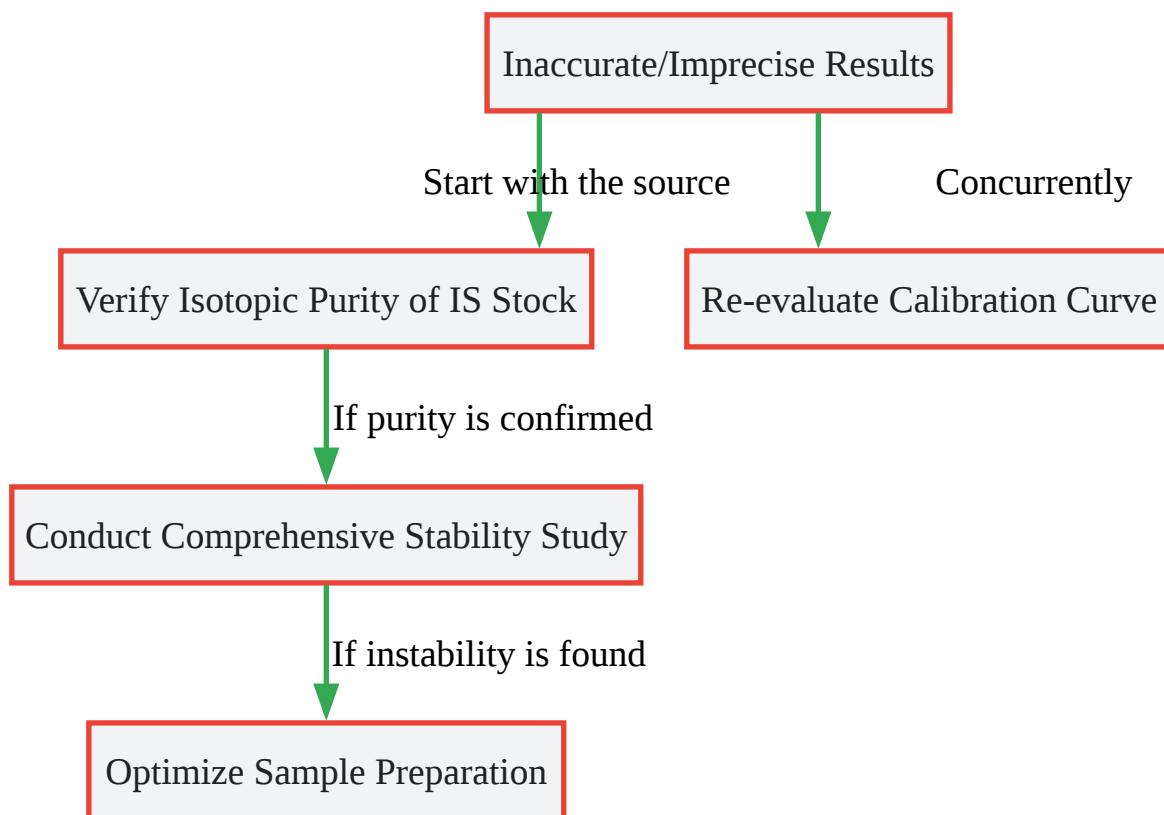 Inaccurate/Imprecise Results
Start with the source
Concurrently
Verify Isotopic Purity of IS Stock
Re-evaluate Calibration Curve
If purity is confirmed
Conduct Comprehensive Stability Study
If instability is found
Optimize Sample Preparation